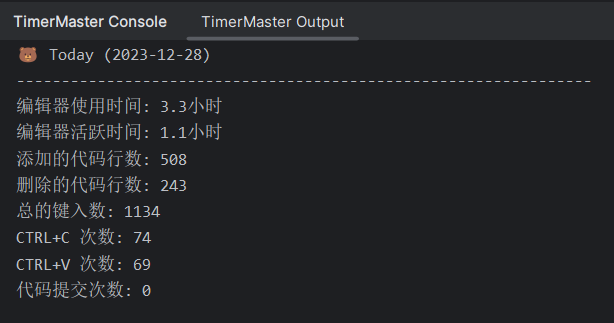 TimerMaster Console TimerMaster Output
🐻 Today (2023-12-28)
----------------------------------------------------------------
编辑器使用时间: 3.3小时
编辑器活跃时间: 1.1小时
添加的代码行数: 508
删除的代码行数: 243
总的键入数: 1134
CTRL+C 次数: 74
CTRL+V 次数: 69
代码提交次数: 0